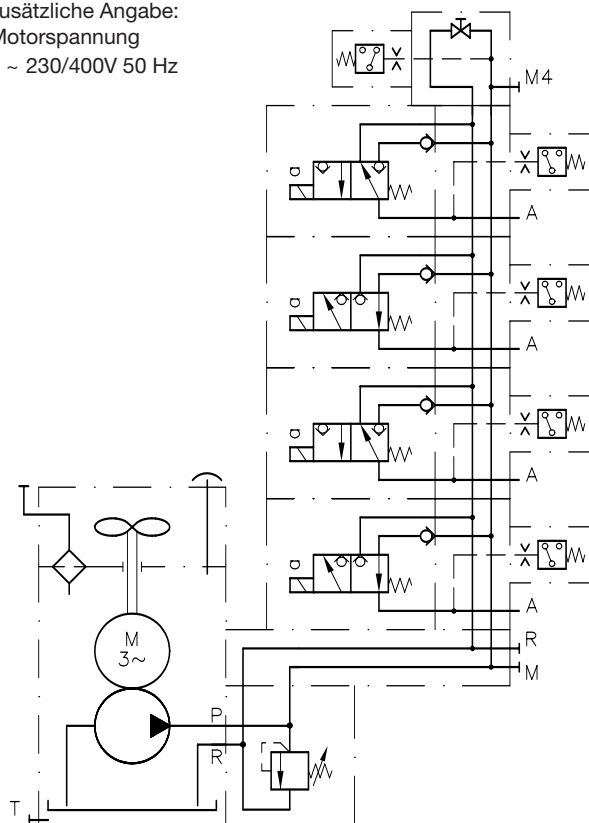 usätzliche Angabe:
Motorspannung
~ 230/400V 50 Hz
M4
A
A
A
A
R
M
M
3~
P
R
T